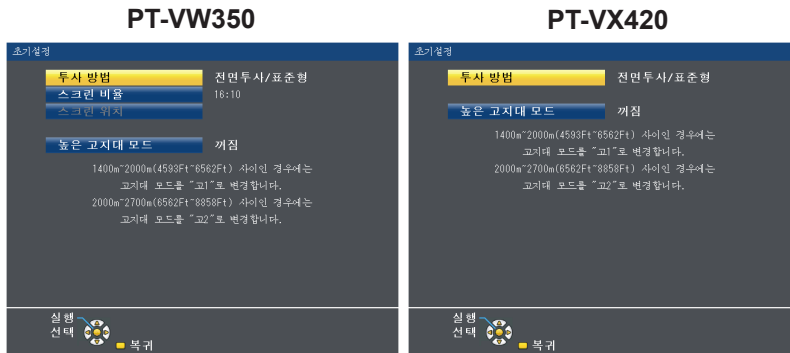 PT-VW350
초기설정
투사 방법 전면투사/표준형
스크린 비율 16:10
스크린 위치
높은 고지대 모드 꺼짐
1400m~2000m(4593Ft~6562Ft) 사이인 경우에는
고지대 모드를 "고1"로 변경합니다.
2000m~2700m(6562Ft~8858Ft) 사이인 경우에는
고지대 모드를 "고2"로 변경합니다.
실행
선택
복귀
PT-VX420
초기설정
투사 방법 전면투사/표준형
높은 고지대 모드 꺼짐
1400m~2000m(4593Ft~6562Ft) 사이인 경우에는
고지대 모드를 "고1"로 변경합니다.
2000m~2700m(6562Ft~8858Ft) 사이인 경우에는
고지대 모드를 "고2"로 변경합니다.
실행
선택
복귀